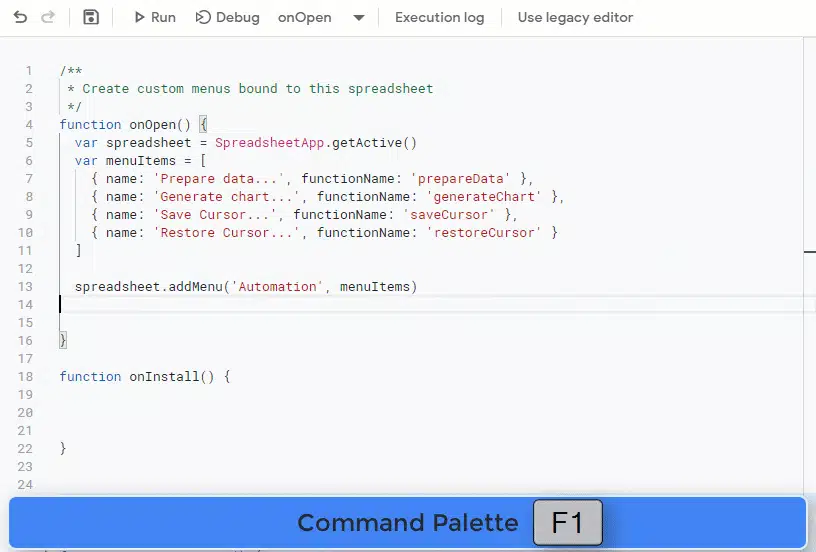 Run Debug onOpen Execution log Use legacy editor
1 /**
2 * Create custom menus bound to this spreadsheet
3 */
4 function onOpen() {
5 var spreadsheet = SpreadsheetApp.getActive()
6 var menuItems = [
7 { name: 'Prepare data...', functionName: 'prepareData' },
8 { name: 'Generate chart...', functionName: 'generateChart' },
9 { name: 'Save Cursor...', functionName: 'saveCursor' },
10 { name: 'Restore Cursor...', functionName: 'restoreCursor' }
11 ]
12
13 spreadsheet.addMenu('Automation', menuItems)
14
15
16 }
17
18 function onInstall() {
19
20
21
22 }
23
24
Command Palette F1